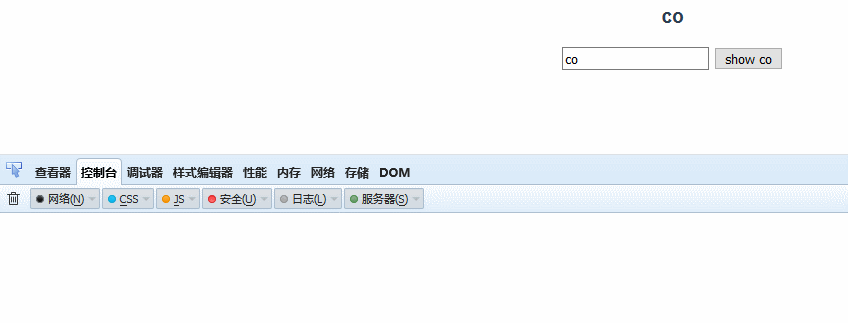 co
co show co
查看器 控制台 调试器 样式编辑器 性能 内存 网络 存储 DOM
网络(N) CSS JS 安全(U) 日志(L) 服务器(S)